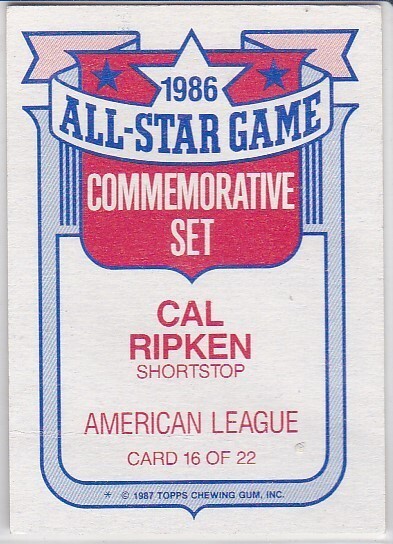 1986
ALL-STAR GAME
COMMEMORATIVE
SET
CAL
RIPKEN
SHORTSTOP
AMERICAN LEAGUE
CARD 16 OF 22
* © 1987 TOPPS CHEWING GUM, INC.